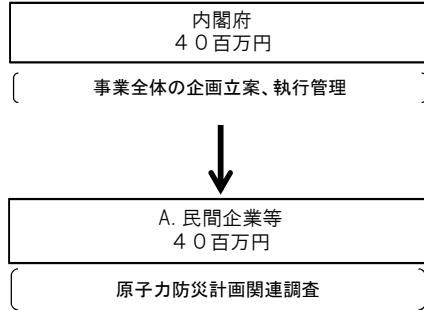 内閣府
４０百万円
事業全体の企画立案、執行管理
A. 民間企業等
４０百万円
原子力防災計画関連調査